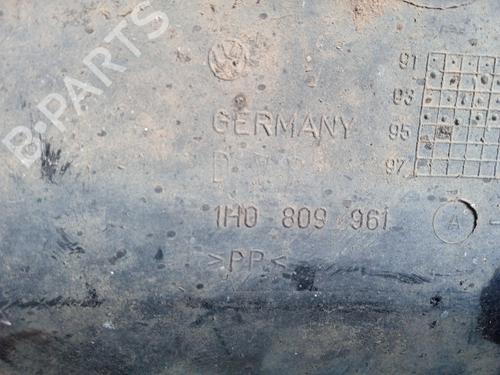 B-PARTS
GERMANY
D
1H0 809 961
>PP<
91
93
95
97
A